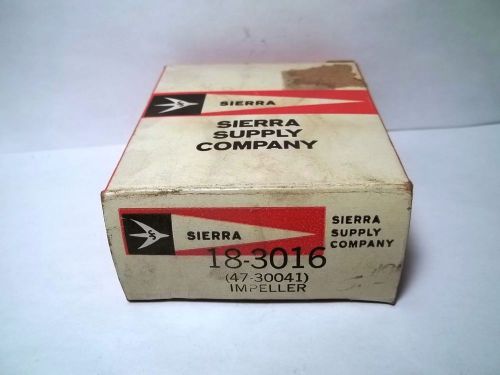 SIERRA
SIERRA
SUPPLY
COMPANY
SIERRA
SIERRA
SUPPLY
COMPANY
18-3016
(47-30041)
IMPELLER